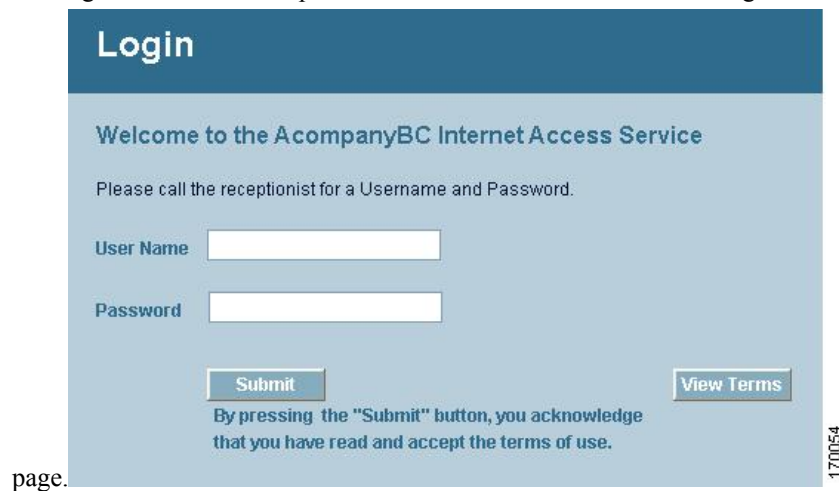 Login
Welcome to the AcompanyBC Internet Access Service
Please call the receptionist for a Username and Password.
User Name
Password
Submit
View Terms
By pressing the "Submit" button, you acknowledge
that you have read and accept the terms of use.
170054
page.